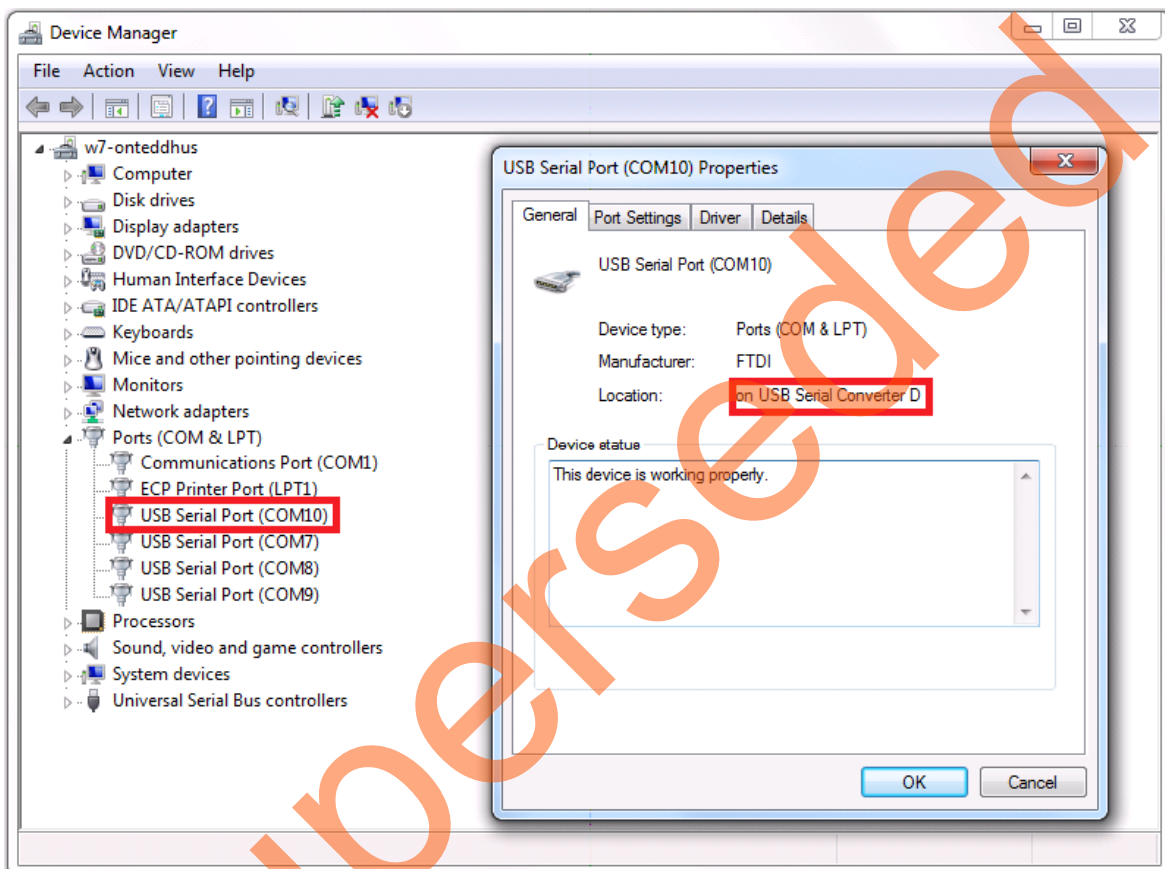 Device Manager
File Action View Help
w7-onteddhus
Computer
Disk drives
Display adapters
DVD/CD-ROM drives
Human Interface Devices
IDE ATA/ATAPI controllers
Keyboards
Mice and other pointing devices
Monitors
Network adapters
Ports (COM & LPT)
Communications Port (COM1)
ECP Printer Port (LPT1)
USB Serial Port (COM10)
USB Serial Port (COM7)
USB Serial Port (COM8)
USB Serial Port (COM9)
Processors
Sound, video and game controllers
System devices
Universal Serial Bus controllers
USB Serial Port (COM10) Properties
General Port Settings Driver Details
USB Serial Port (COM10)
Device type: Ports (COM & LPT)
Manufacturer: FTDI
Location: on USB Serial Converter D
Device status
This device is working properly.
OK Cancel
perseded